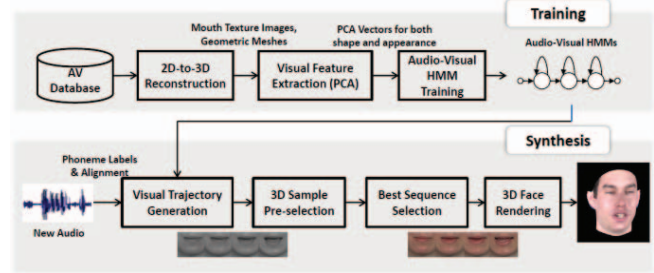 Training
Mouth Texture Images,
Geometric Meshes
PCA Vectors for both
shape and appearance
Audio-Visual HMMs
AV
Database
2D-to-3D
Reconstruction
Visual Feature
Extraction (PCA)
Audio-Visual
HMM
Training
Synthesis
Phoneme Labels
& Alignment
New Audio
Visual Trajectory
Generation
3D Sample
Pre-selection
Best Sequence
Selection
3D Face
Rendering